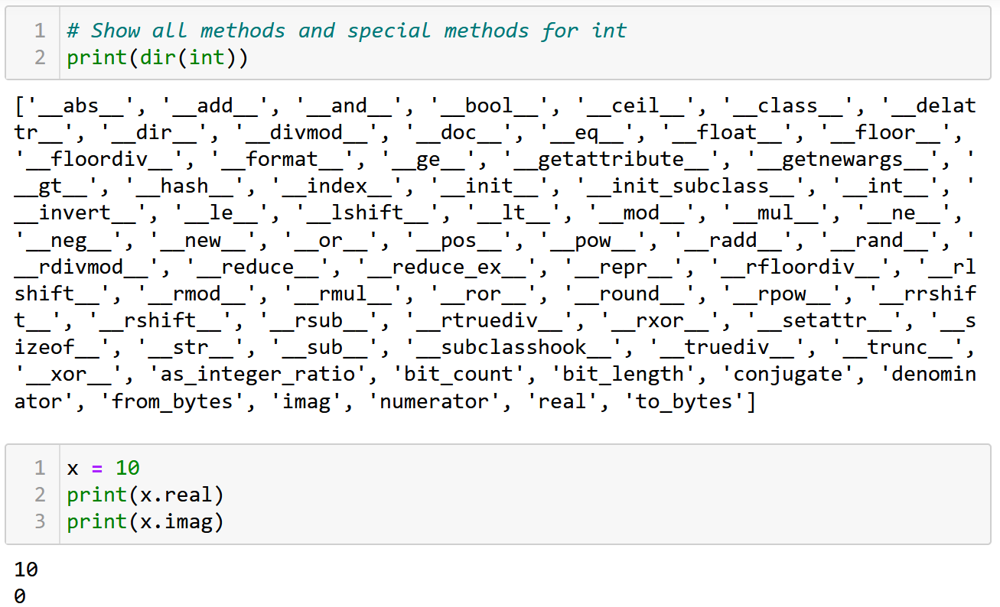 1 # Show all methods and special methods for int
2 print(dir(int))
['__abs__', '__add__', '__and__', '__bool__', '__ceil__', '__class__', '__delat
tr__', '__dir__', '__divmod__', '__doc__', '__eq__', '__float__', '__floor__',
'__floordiv__', '__format__', '__ge__', '__getattribute__', '__getnewargs__', '
__gt__', '__hash__', '__index__', '__init__', '__init_subclass__', '__int__', '
__invert__', '__le__', '__lshift__', '__lt__', '__mod__', '__mul__', '__ne__',
'__neg__', '__new__', '__or__', '__pos__', '__pow__', '__radd__', '__rand__', '
__rdivmod__', '__reduce__', '__reduce_ex__', '__repr__', '__rfloordiv__', '__rl
shift__', '__rmod__', '__rmul__', '__ror__', '__round__', '__rpow__', '__rrshif
t__', '__rshift__', '__rsub__', '__rtruediv__', '__rxor__', '__setattr__', '__s
izeof__', '__str__', '__sub__', '__subclasshook__', '__truediv__', '__trunc__',
'__xor__', 'as_integer_ratio', 'bit_count', 'bit_length', 'conjugate', 'denomin
ator', 'from_bytes', 'imag', 'numerator', 'real', 'to_bytes']
1 x = 10
2 print(x.real)
3 print(x.imag)
10
0